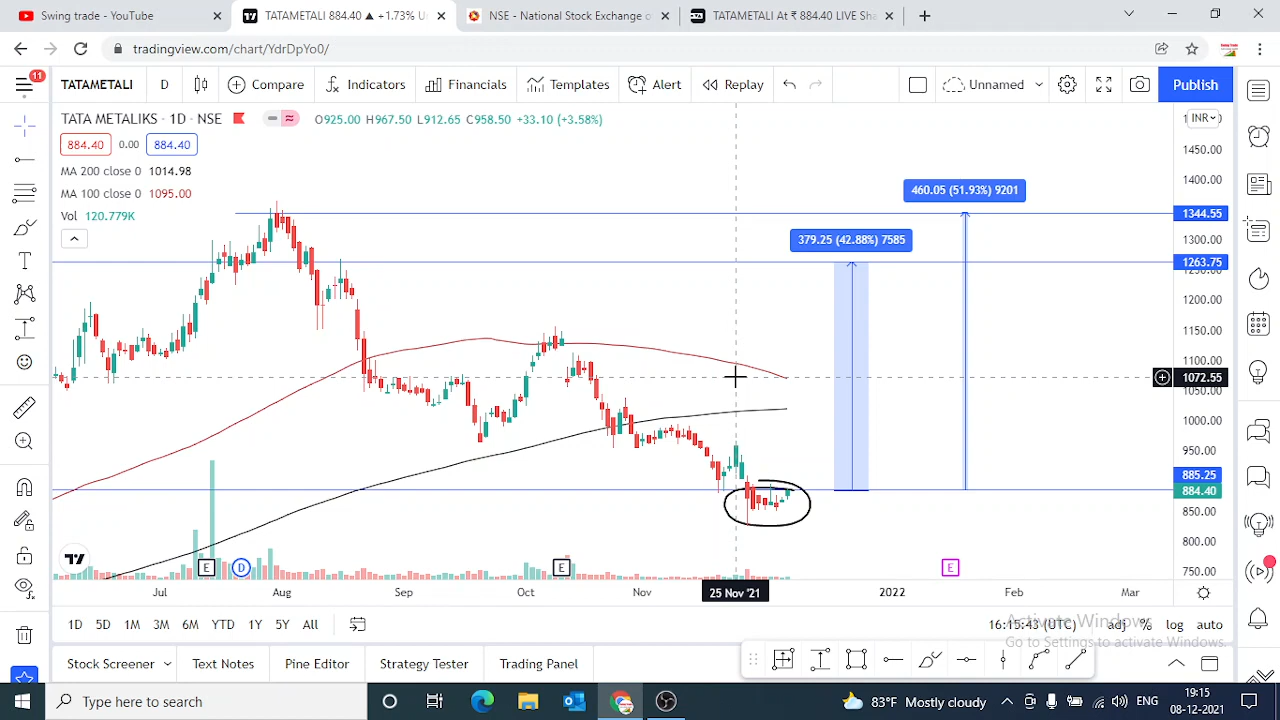 Swing trade - YouTube
TATAMETALI 884.40 ▲ +1.73% U
NSE - National Stock Exchange o
TATAMETALI At ₹ 884.40 LIVE Sha
tradingview.com/chart/YdrDpYo0/
11
TATAMETALI
D
Compare
Indicators
Financials
Templates
Alert
Replay
Unnamed
Publish
TATA METALIKS · 1D · NSE
O925.00 H967.50 L912.65 C958.50 +33.10 (+3.58%)
INR
884.40 0.00 884.40
MA 200 close 0 1014.98
MA 100 close 0 1095.00
Vol 120.779K
460.05 (51.93%) 9201
379.25 (42.88%) 7585
1450.00
1400.00
1344.55
1300.00
1263.75
1250.00
1200.00
1150.00
1100.00
1072.55
1050.00
1000.00
950.00
885.25
884.40
850.00
800.00
750.00
E
D
E
E
Jul
Aug
Sep
Oct
Nov
25 Nov '21
2022
Feb
Mar
1D 5D 1M 3M 6M YTD 1Y 5Y All
16:15:43 (UTC)
adj % log auto
Activate Windows
Go to Settings to activate Windows.
Stock Screener
Text Notes
Pine Editor
Strategy Tester
Trading Panel
Type here to search
83°F Mostly cloudy
ENG
19:15
08-12-2021